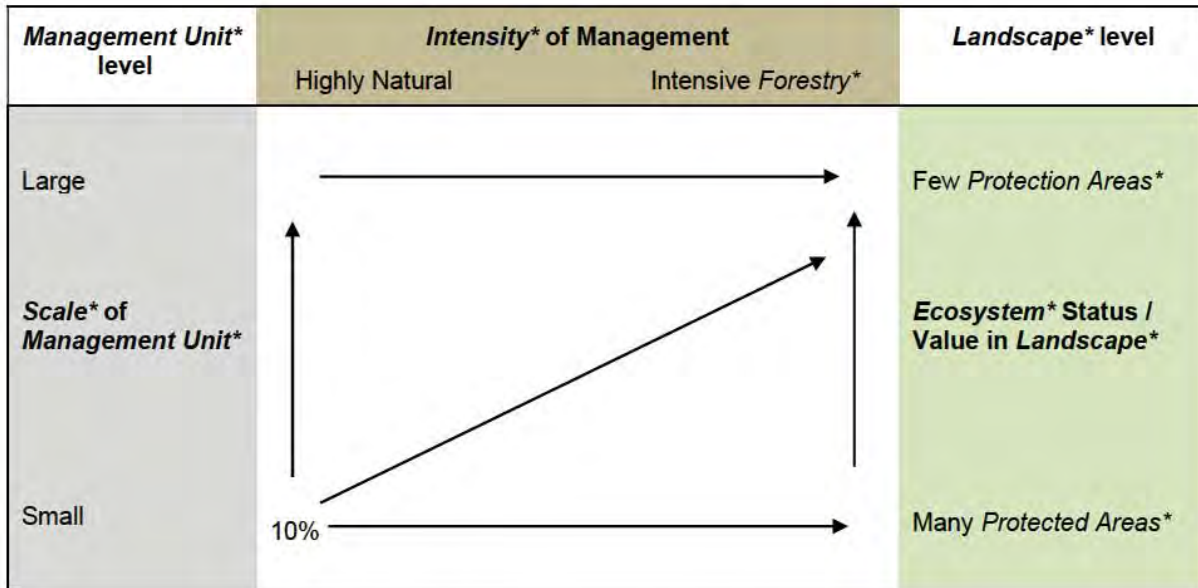 Management Unit*
level
Intensity* of Management
Highly Natural
Intensive Forestry*
Landscape* level
Large
Few Protection Areas*
Scale* of
Management Unit*
Ecosystem* Status /
Value in Landscape*
Small
10%
Many Protected Areas*